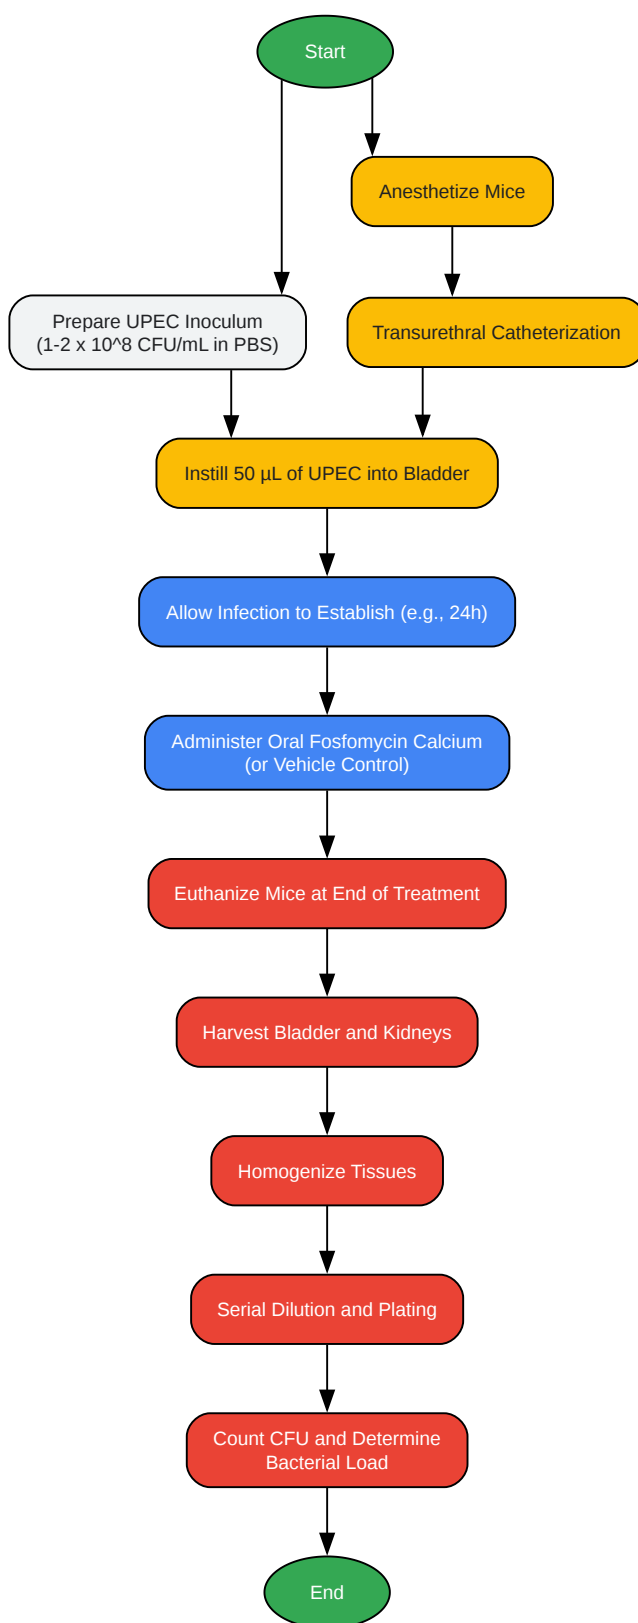 Start
Anesthetize Mice
Prepare UPEC Inoculum
(1-2 x 10^8 CFU/mL in PBS)
Transurethral Catheterization
Instill 50 µL of UPEC into Bladder
Allow Infection to Establish (e.g., 24h)
Administer Oral Fosfomycin Calcium
(or Vehicle Control)
Euthanize Mice at End of Treatment
Harvest Bladder and Kidneys
Homogenize Tissues
Serial Dilution and Plating
Count CFU and Determine
Bacterial Load
End